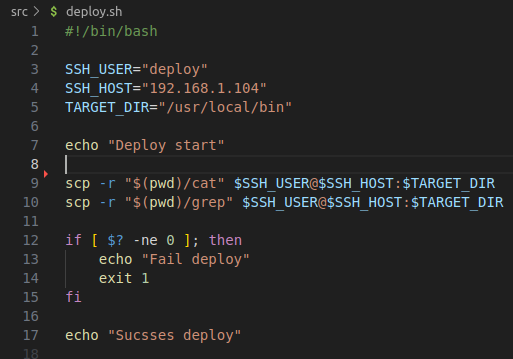 src > $ deploy.sh
1 #!/bin/bash
2
3 SSH_USER="deploy"
4 SSH_HOST="192.168.1.104"
5 TARGET_DIR="/usr/local/bin"
6
7 echo "Deploy start"
8
9 scp -r "$(pwd)/cat" $SSH_USER@$SSH_HOST:$TARGET_DIR
10 scp -r "$(pwd)/grep" $SSH_USER@$SSH_HOST:$TARGET_DIR
11
12 if [ $? -ne 0 ]; then
13     echo "Fail deploy"
14     exit 1
15 fi
16
17 echo "Sucsses deploy"
18